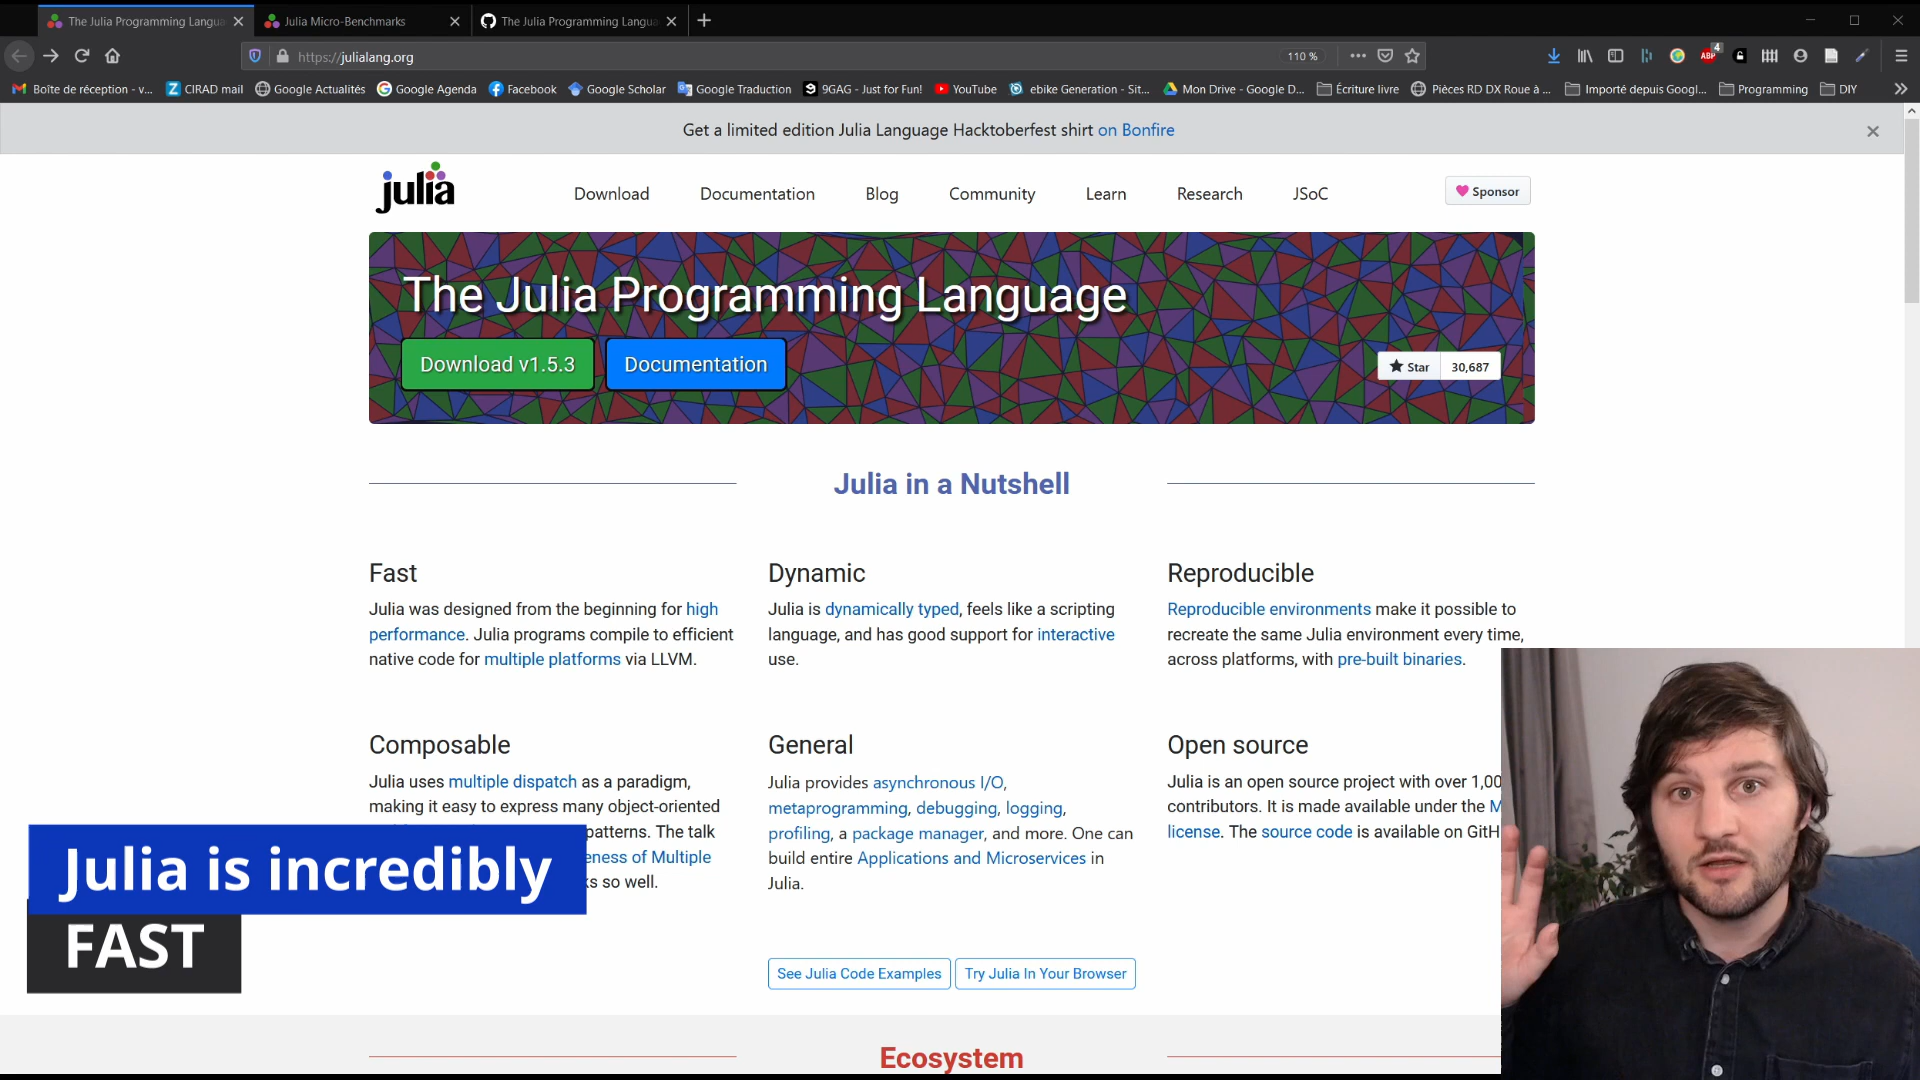 The Julia Programming Langua
Julia Micro-Benchmarks
The Julia Programming Langua
https://julialang.org
110 %
ABP
4
Boîte de réception - v...
CIRAD mail
Google Actualités
Google Agenda
Facebook
Google Scholar
Google Traduction
9GAG - Just for Fun!
YouTube
ebike Generation - Sit...
Mon Drive - Google D...
Écriture livre
Pièces RD DX Roue à ...
Importé depuis Googl...
Programming
DIY
Get a limited edition Julia Language Hacktoberfest shirt on Bonfire
julia
Download
Documentation
Blog
Community
Learn
Research
JSoC
Sponsor
The Julia Programming Language
Download v1.5.3
Documentation
Star
30,687
Julia in a Nutshell
Fast
Julia was designed from the beginning for high
performance. Julia programs compile to efficient
native code for multiple platforms via LLVM.
Dynamic
Julia is dynamically typed, feels like a scripting
language, and has good support for interactive
use.
Reproducible
Reproducible environments make it possible to
recreate the same Julia environment every time,
across platforms, with pre-built binaries.
Composable
Julia uses multiple dispatch as a paradigm,
making it easy to express many object-oriented
patterns. The talk
eness of Multiple
ks so well.
General
Julia provides asynchronous I/O,
metaprogramming, debugging, logging,
profiling, a package manager, and more. One can
build entire Applications and Microservices in
Julia.
Open source
Julia is an open source project with over 1,00
contributors. It is made available under the M
license. The source code is available on GitH
Julia is incredibly
FAST
See Julia Code Examples
Try Julia In Your Browser
Ecosystem